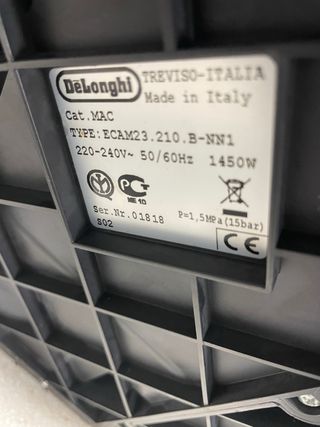 DeLonghi TREVISO-ITALIA
Made in Italy
Cat.MAC
TYPE:ECAM23.210.B-NN1
220-240V~ 50/60Hz 1450W
ME 10
Ser.Nr.01818 P=1,5MPa(15bar)
S02
CE